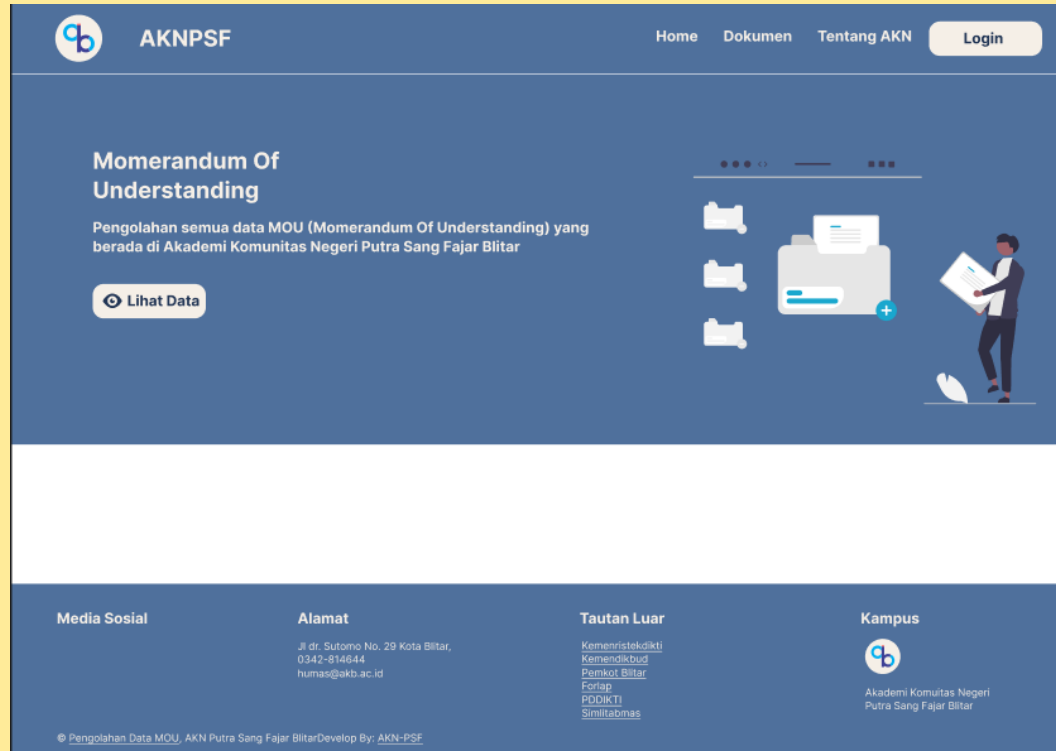 AKNPSF
Home Dokumen Tentang AKN Login
Momerandum Of
Understanding
Pengolahan semua data MOU (Momerandum Of Understanding) yang
berada di Akademi Komunitas Negeri Putra Sang Fajar Blitar
Lihat Data
Media Sosial
Alamat
Jl dr. Sutomo No. 29 Kota Blitar,
0342-814644
humas@akb.ac.id
Tautan Luar
Kemenristekdikti
Kemendikbud
Pemkot Blitar
Forlap
PDDIKTI
Simlitabmas
Kampus
Akademi Komuitas Negeri
Putra Sang Fajar Blitar
© Pengolahan Data MOU, AKN Putra Sang Fajar BlitarDevelop By: AKN-PSF